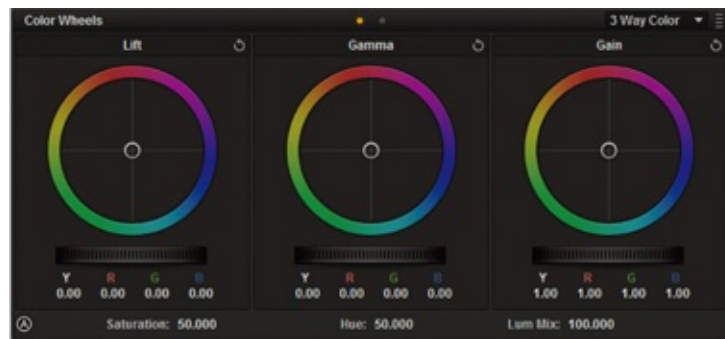 Color Wheels 3 Way Color
Lift Gamma Gain
Y R G B Y R G B Y R G B
0.00 0.00 0.00 0.00 0.00 0.00 0.00 0.00 1.00 1.00 1.00 1.00
A Saturation: 50.000 Hue: 50.000 Lum Mix: 100.000